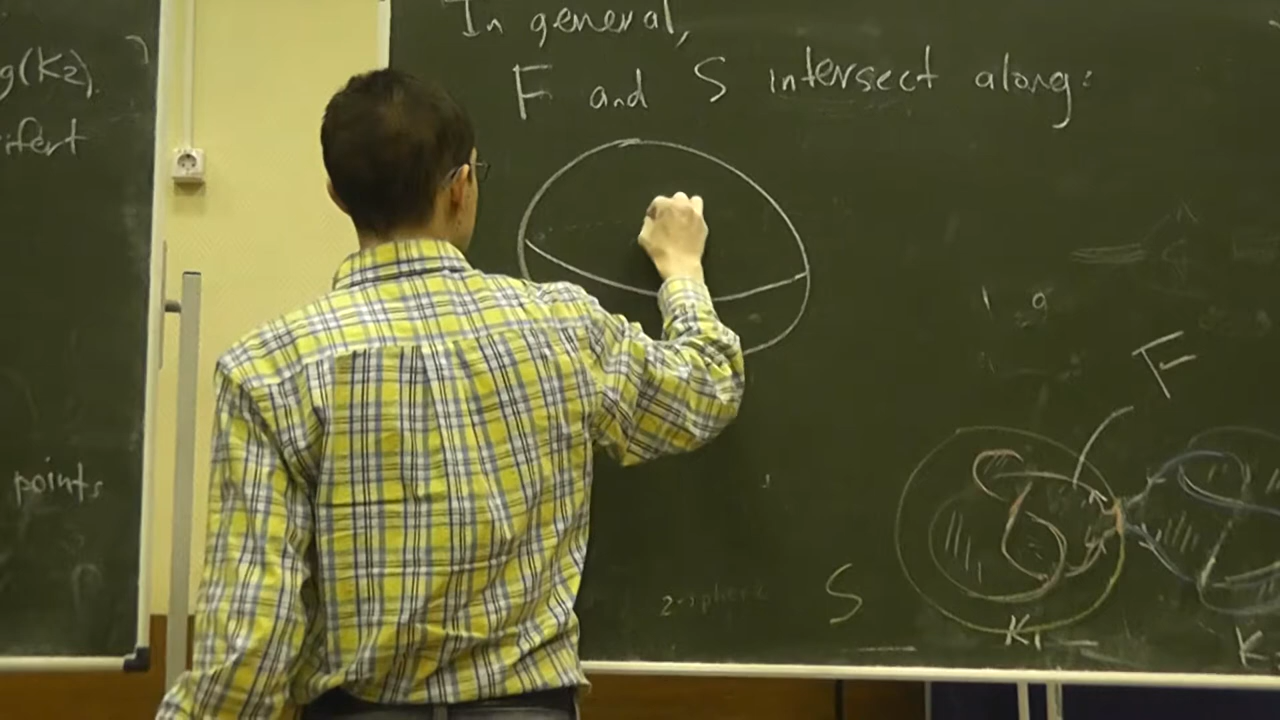 g(K2).
ifert
points
In general,
F and S intersect along:
F
2-sphere
S
K1
K